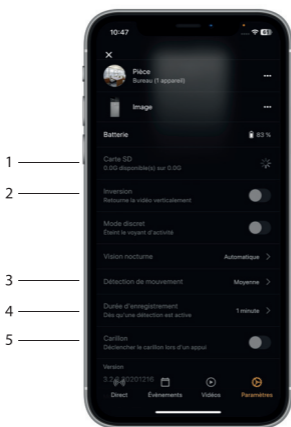 10:47
Pièce
Bureau (1 appareil)
Image
Batterie
83 %
1
Carte SD
0.0G disponible(s) sur 0.0G
2
Inversion
Retourne la vidéo verticalement
Mode discret
Éteint le voyant d'activité
Vision nocturne
Automatique
3
Détection de mouvement
Moyenne
4
Durée d'enregistrement
Dès qu'une détection est active
1 minute
5
Carillon
Déclencher le carillon lors d'un appui
Version
Direct
Évènements
Vidéos
Paramètres